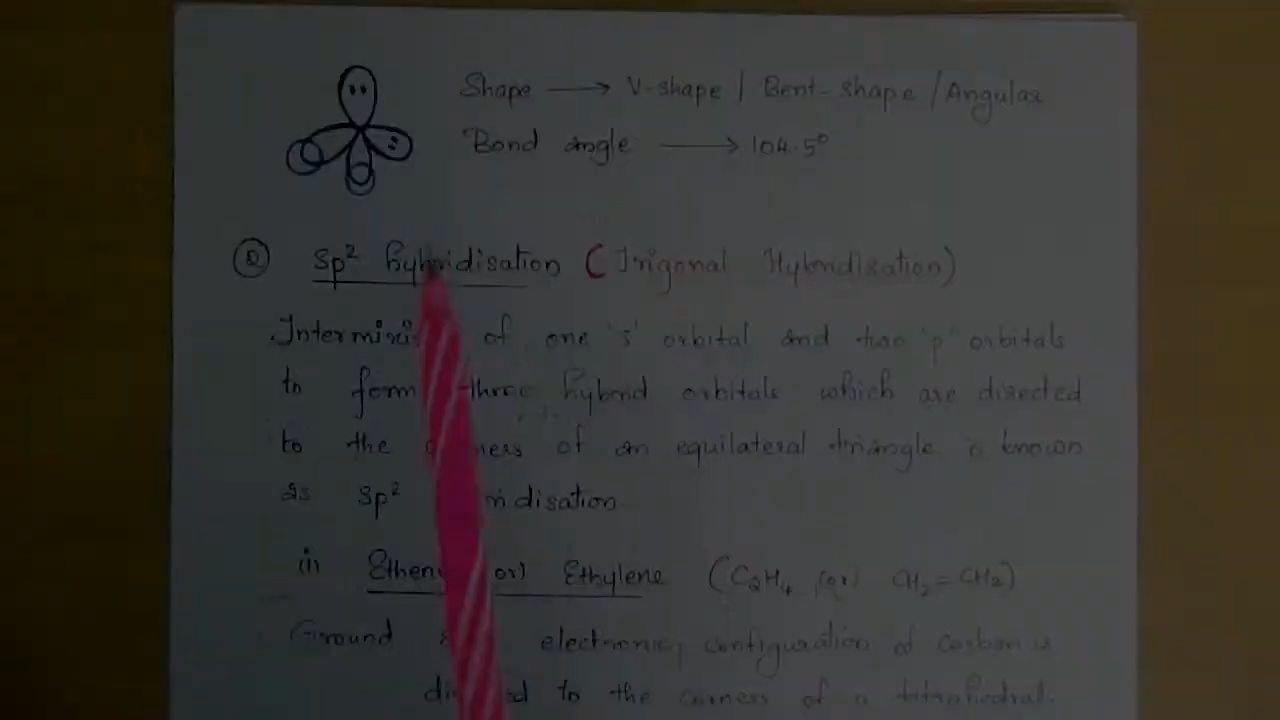 Shape → V-shape / Bent-shape / Angular
Bond angle → 104.5°
② Sp² hybridisation (Trigonal Hybridisation)
of one 's' orbital and two 'p' orbitals
to form three hybrid orbitals which are directed
to the of an equilateral triangle is known
as Sp²
(i) or) Ethylene (C₂H₄ (or) CH₂=CH₂)
Ground electronic configuration of carbon is
to the corners of a tetrahedral.